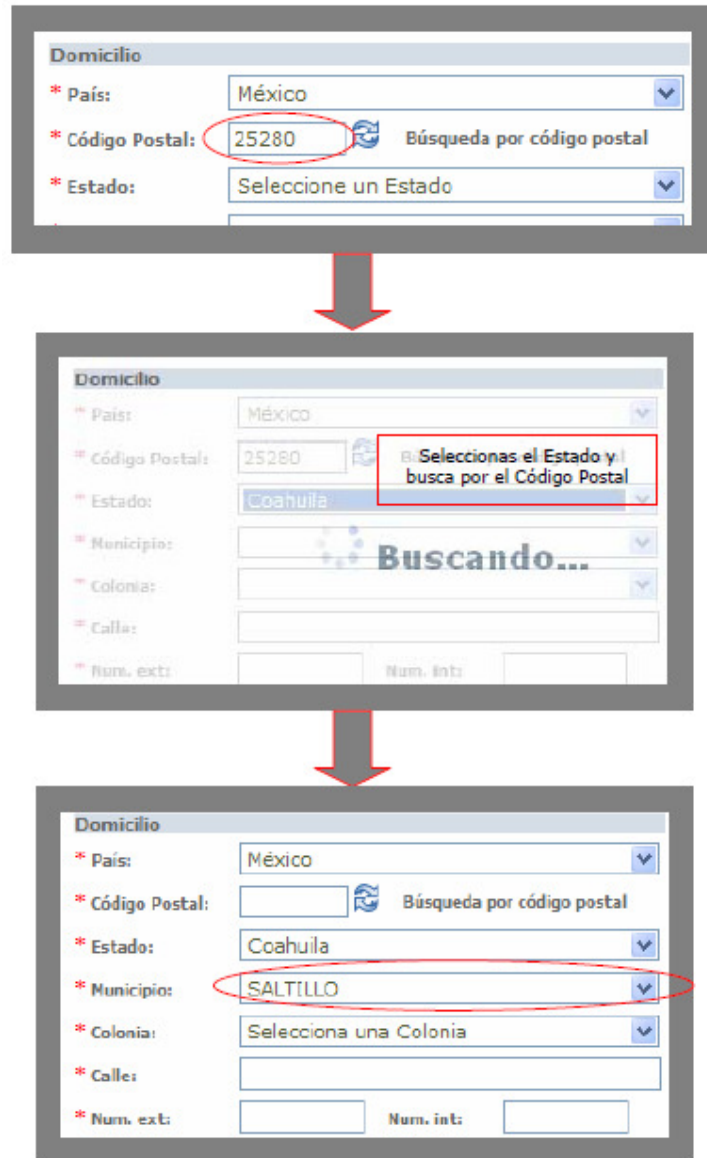 Domicilio
* País: México
* Código Postal: 25280 Búsqueda por código postal
* Estado: Seleccione un Estado
Domicilio
* País: México
* Código Postal: 25280
Seleccionas el Estado y
busca por el Código Postal
* Estado: Coahuila
* Municipio:
Buscando...
* Colonia:
* Calle:
* Num. ext: Num. int:
Domicilio
* País: México
* Código Postal: Búsqueda por código postal
* Estado: Coahuila
* Municipio: SALTILLO
* Colonia: Selecciona una Colonia
* Calle:
* Num. ext: Num. int: